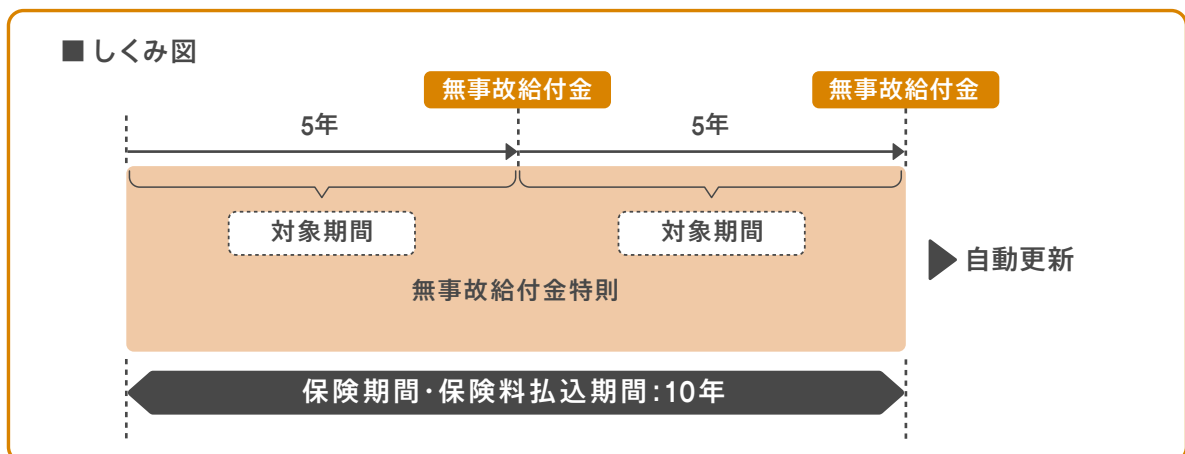 ■しくみ図
無事故給付金 無事故給付金
5年 5年
対象期間 対象期間
自動更新
無事故給付金特則
保険期間・保険料払込期間:10年